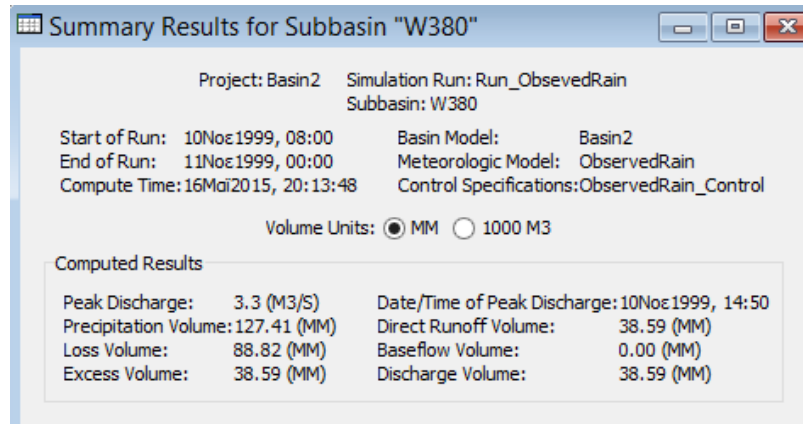 Summary Results for Subbasin "W380"
Project: Basin2 Simulation Run: Run_ObsevedRain
Subbasin: W380
Start of Run: 10Νοε1999, 08:00 Basin Model: Basin2
End of Run: 11Νοε1999, 00:00 Meteorologic Model: ObservedRain
Compute Time: 16Μαϊ2015, 20:13:48 Control Specifications: ObservedRain_Control
Volume Units: MM 1000 M3
Computed Results
Peak Discharge: 3.3 (M3/S) Date/Time of Peak Discharge: 10Νοε1999, 14:50
Precipitation Volume: 127.41 (MM) Direct Runoff Volume: 38.59 (MM)
Loss Volume: 88.82 (MM) Baseflow Volume: 0.00 (MM)
Excess Volume: 38.59 (MM) Discharge Volume: 38.59 (MM)